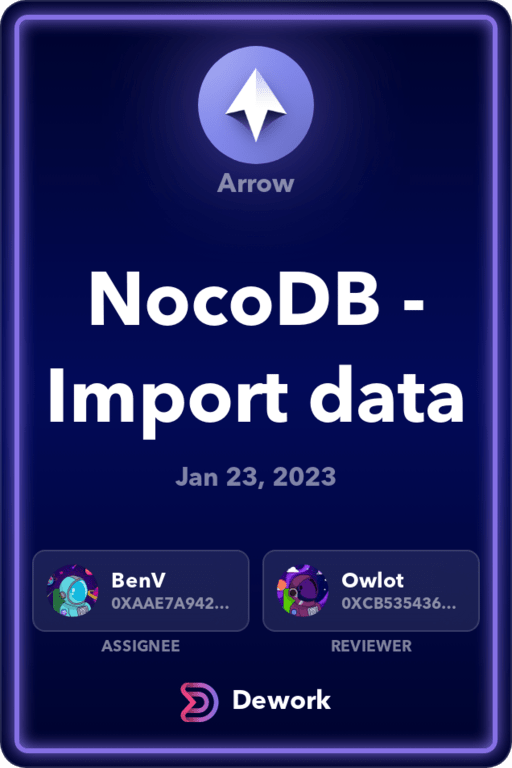 Arrow
NocoDB -
Import data
Jan 23, 2023
BenV
0XAAE7A942...
Owlot
0XCB535436...
ASSIGNEE
REVIEWER
Dework